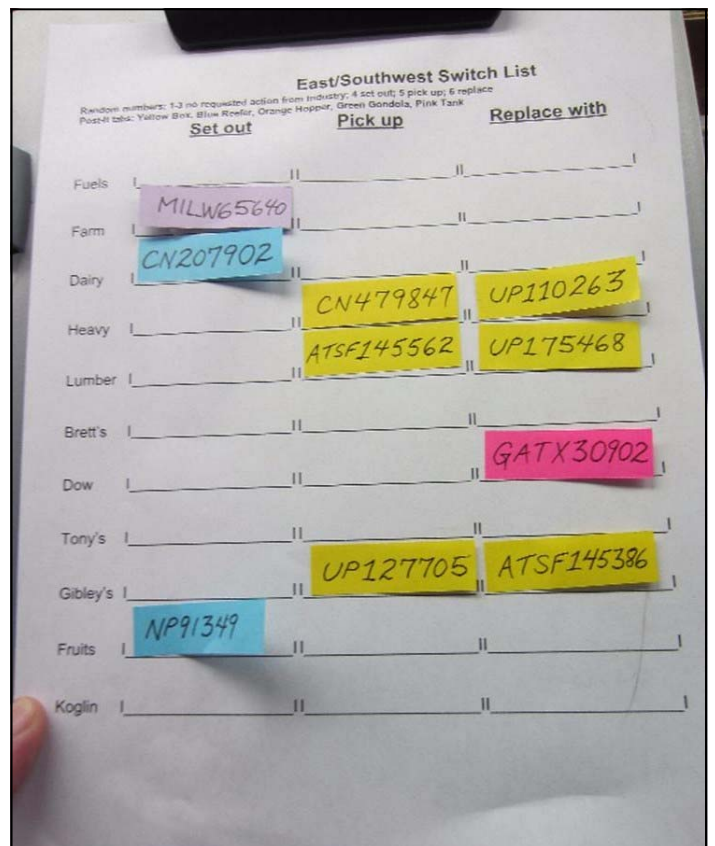 East/Southwest Switch List
Random numbers: 1-3 no requested action from Industry; 4 set out; 5 pick up; 6 replace
Post-it tabs: Yellow Box, Blue Reefer, Orange Hopper, Green Gondola, Pink Tank
Set out Pick up Replace with
Fuels
MILW65640
Farm
CN207902
Dairy
CN479847 UP110263
Heavy
ATSF145562 UP175468
Lumber
Brett's
GATX30902
Dow
Tony's
UP127705 ATSF145386
Gibley's
NP91349
Fruits
Koglin